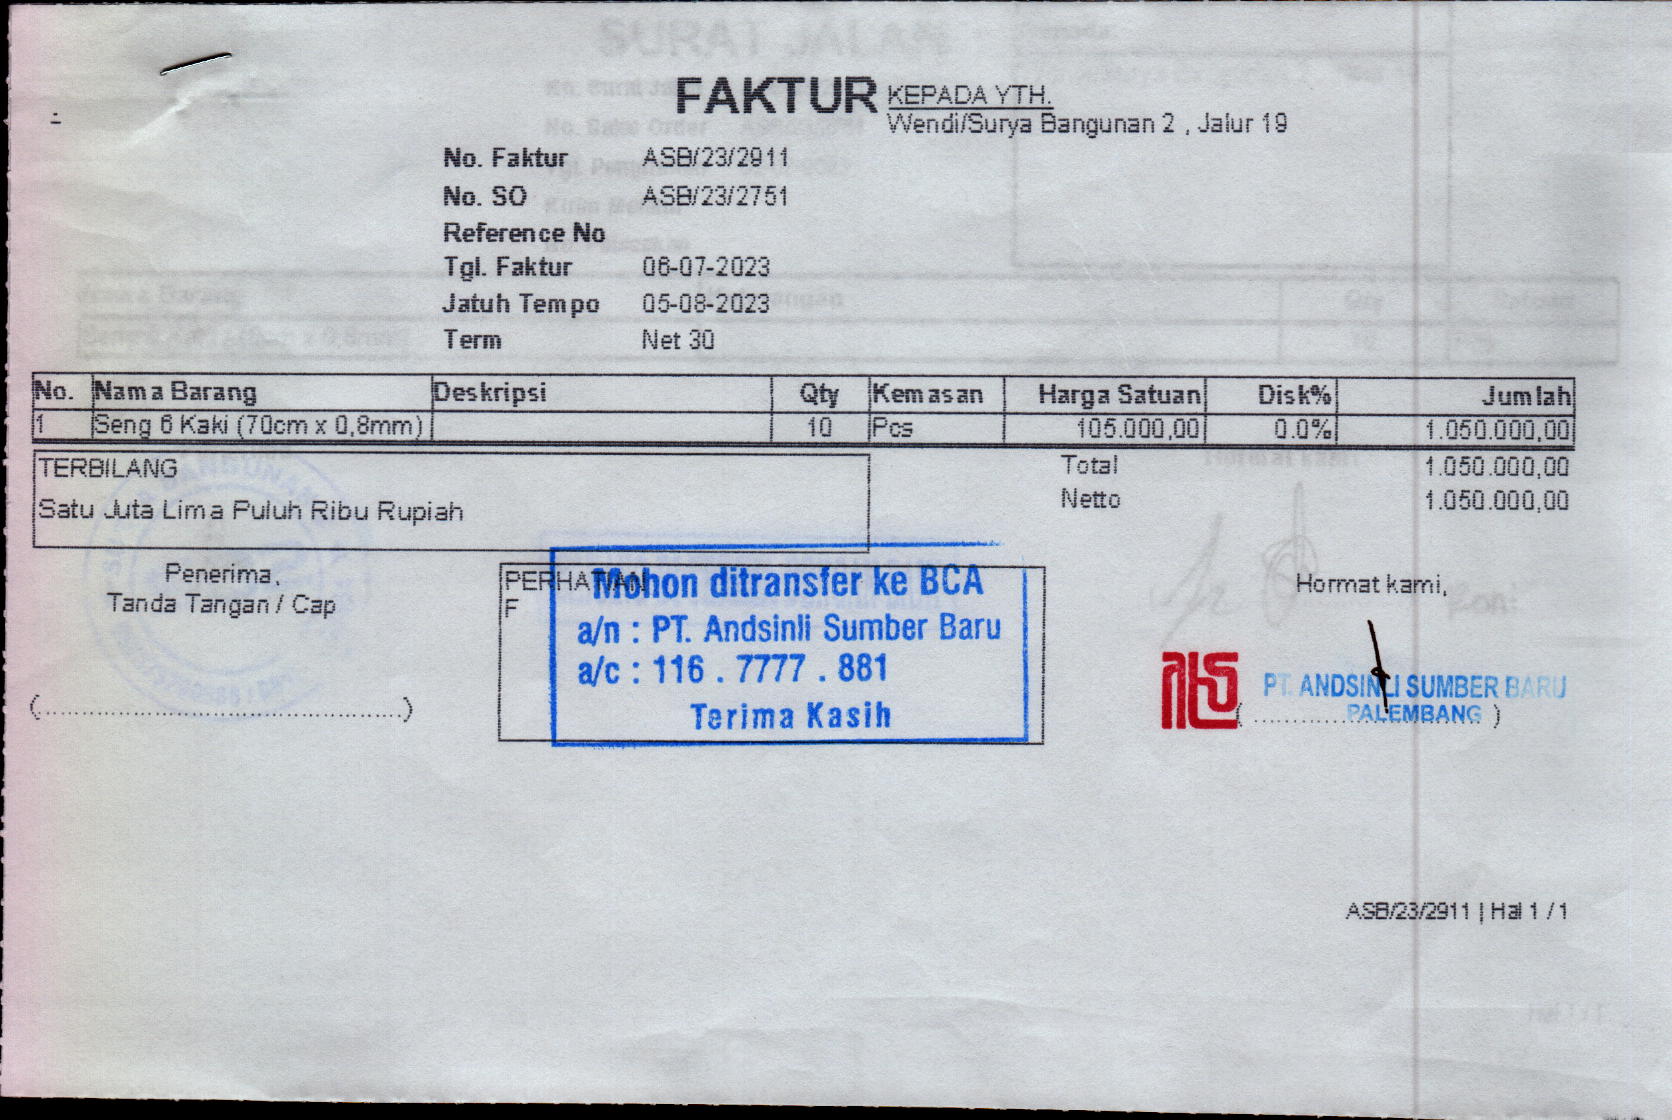 FAKTUR
KEPADA YTH.
Wendi/Surya Bangunan 2 , Jalur 19
No. Faktur ASB/23/2911
No. SO ASB/23/2751
Reference No
Tgl. Faktur 06-07-2023
Jatuh Tempo 05-08-2023
Term Net 30
No. Nama Barang Deskripsi Qty Kemasan Harga Satuan Disk% Jumlah
1 Seng 6 Kaki (70cm x 0,8mm) 10 Pcs 105.000,00 0.0% 1.050.000,00
TERBILANG
Satu Juta Lima Puluh Ribu Rupiah
Total 1.050.000,00
Netto 1.050.000,00
Penerima,
Tanda Tangan / Cap
(..........................................)
PERHATIAN
F
Mohon ditransfer ke BCA
a/n : PT. Andsinli Sumber Baru
a/c : 116 . 7777 . 881
Terima Kasih
Hormat kami,
PT. ANDSINLI SUMBER BARU
PALEMBANG
(..............................)
ASB/23/2911 | Hal 1 / 1